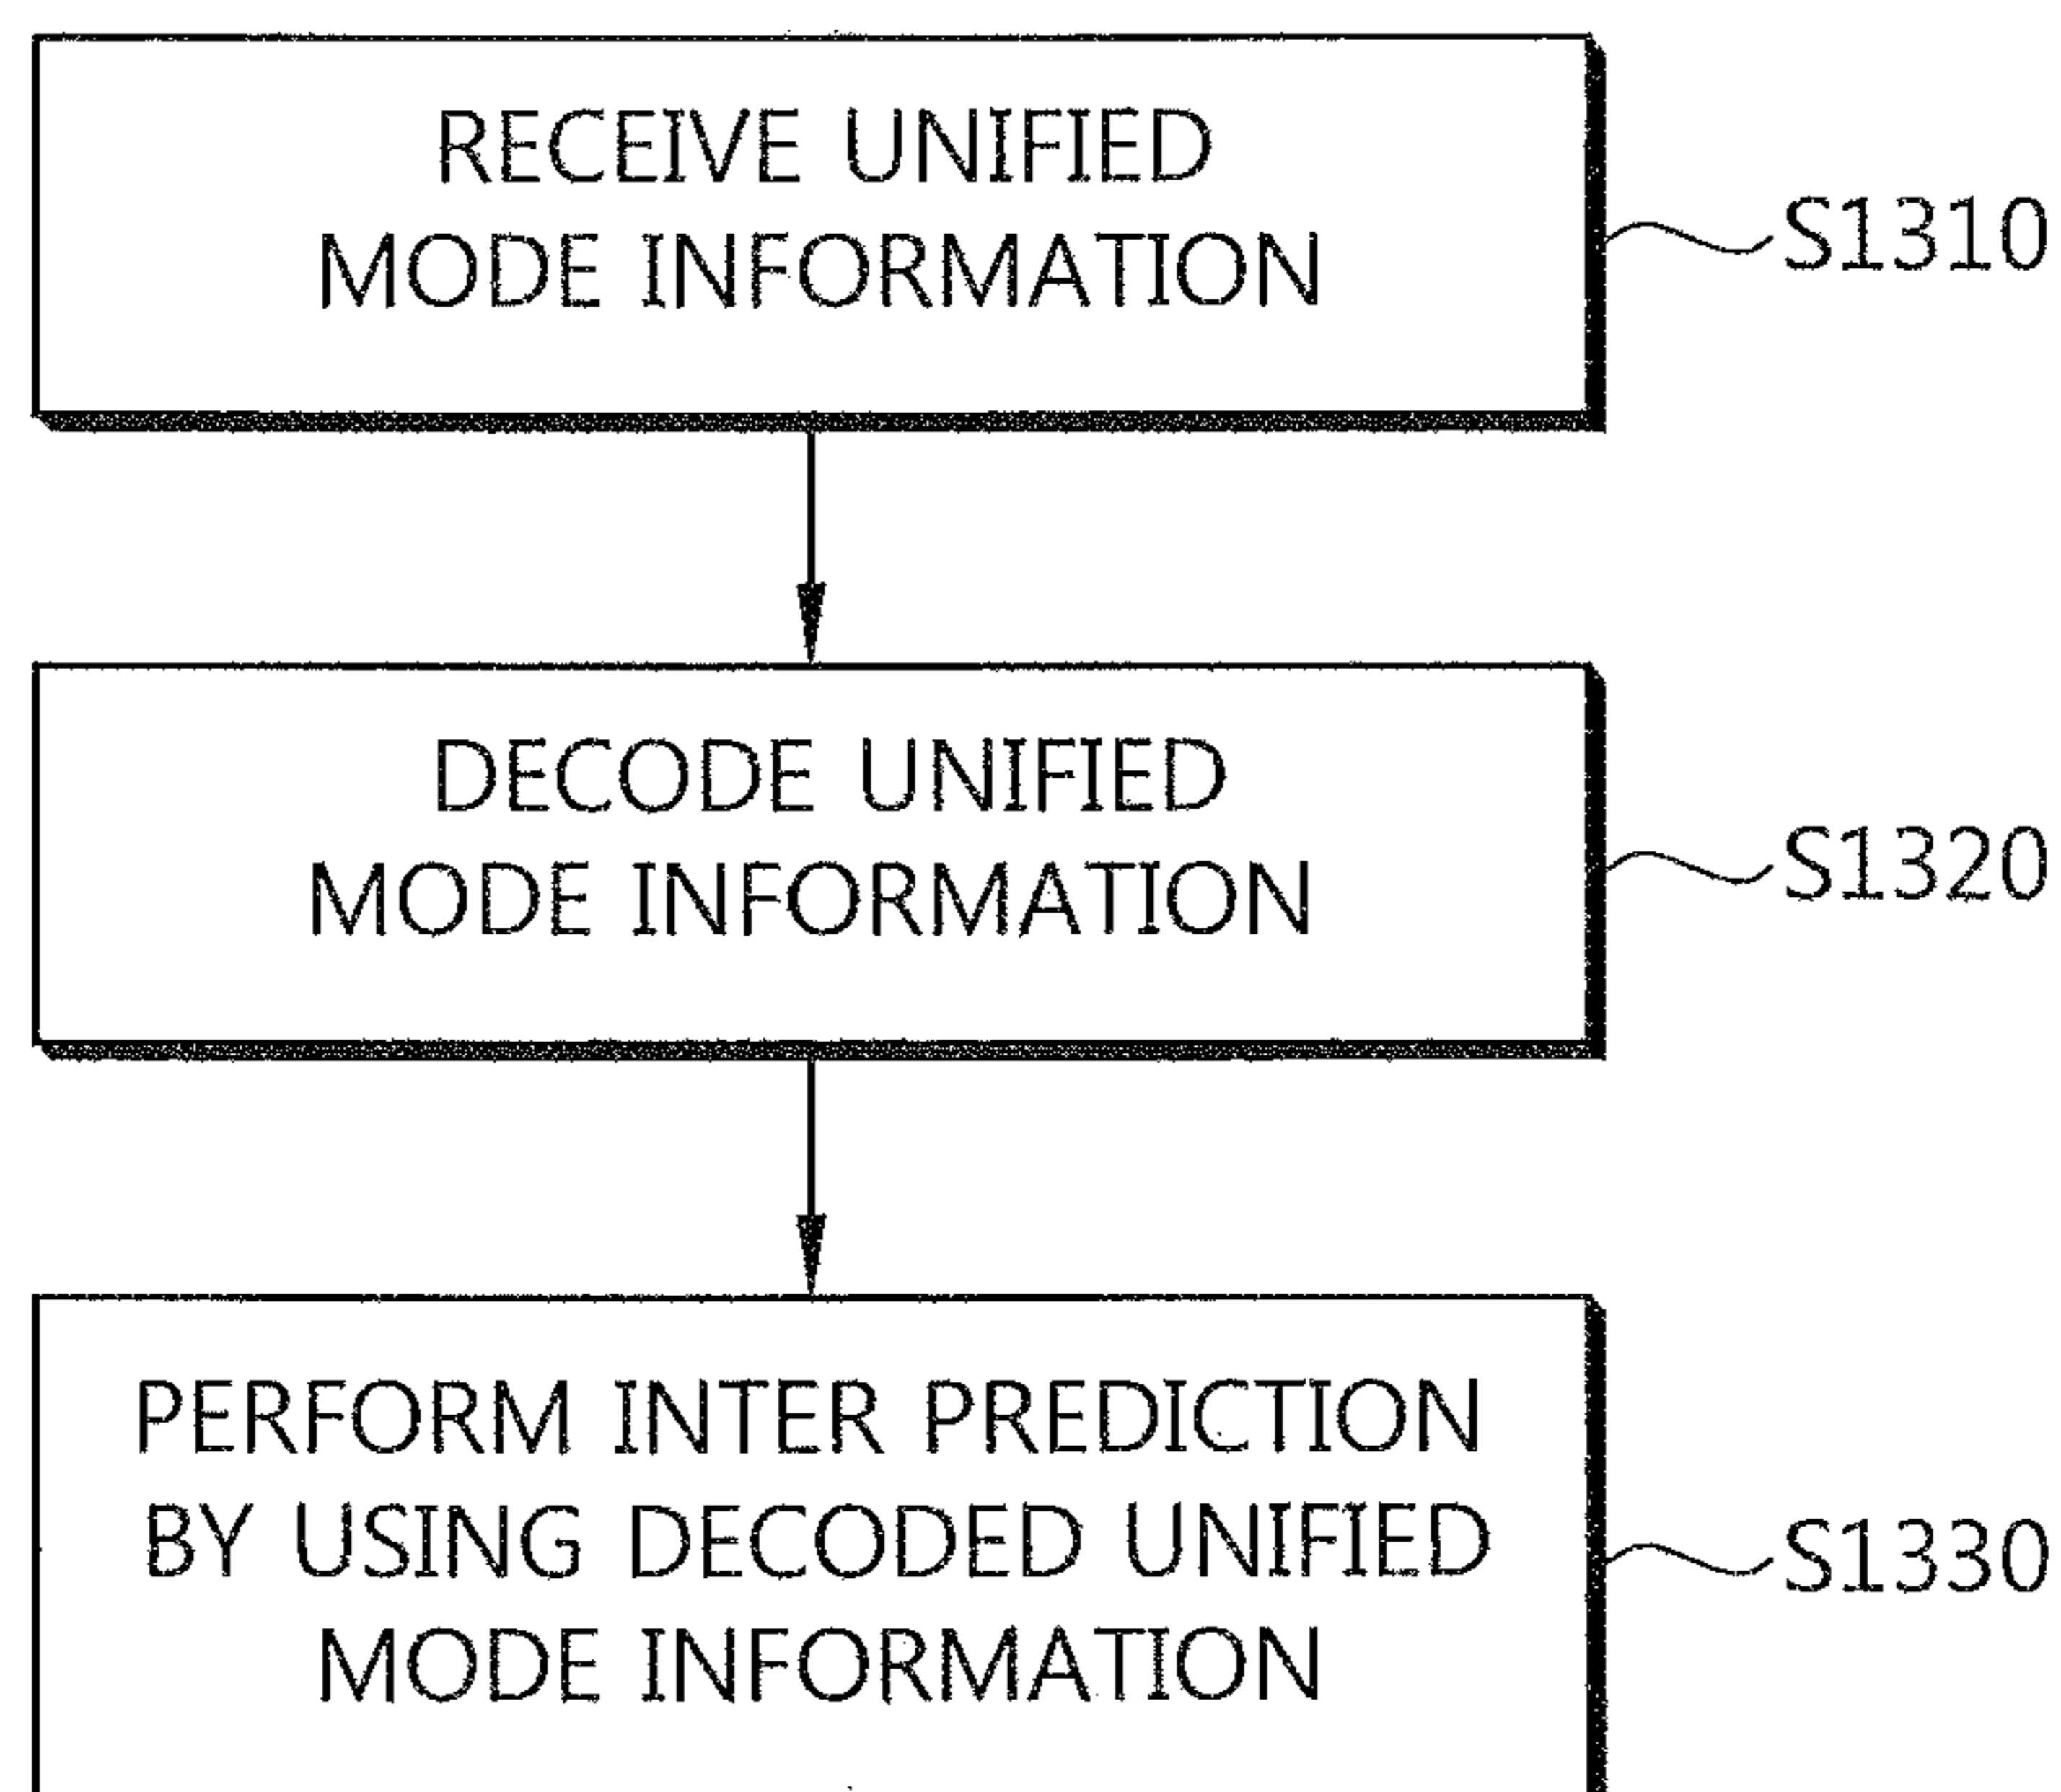 RECEIVE UNIFIED
MODE INFORMATION
S1310
DECODE UNIFIED
MODE INFORMATION
S1320
PERFORM INTER PREDICTION
BY USING DECODED UNIFIED
MODE INFORMATION
S1330